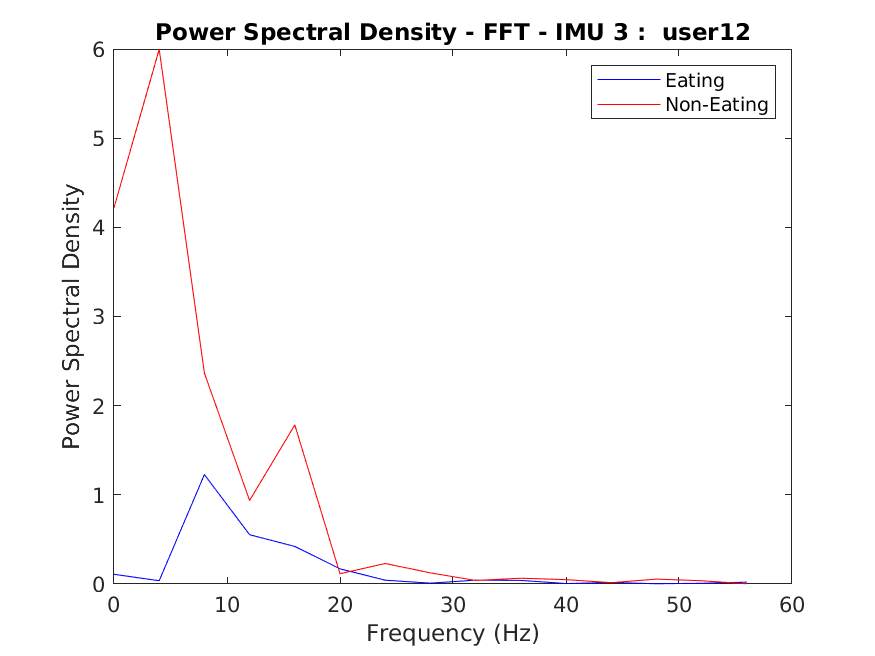 Power Spectral Density - FFT - IMU 3 :  user12
Eating
Non-Eating
Power Spectral Density
6
5
4
3
2
1
0
0 10 20 30 40 50 60
Frequency (Hz)